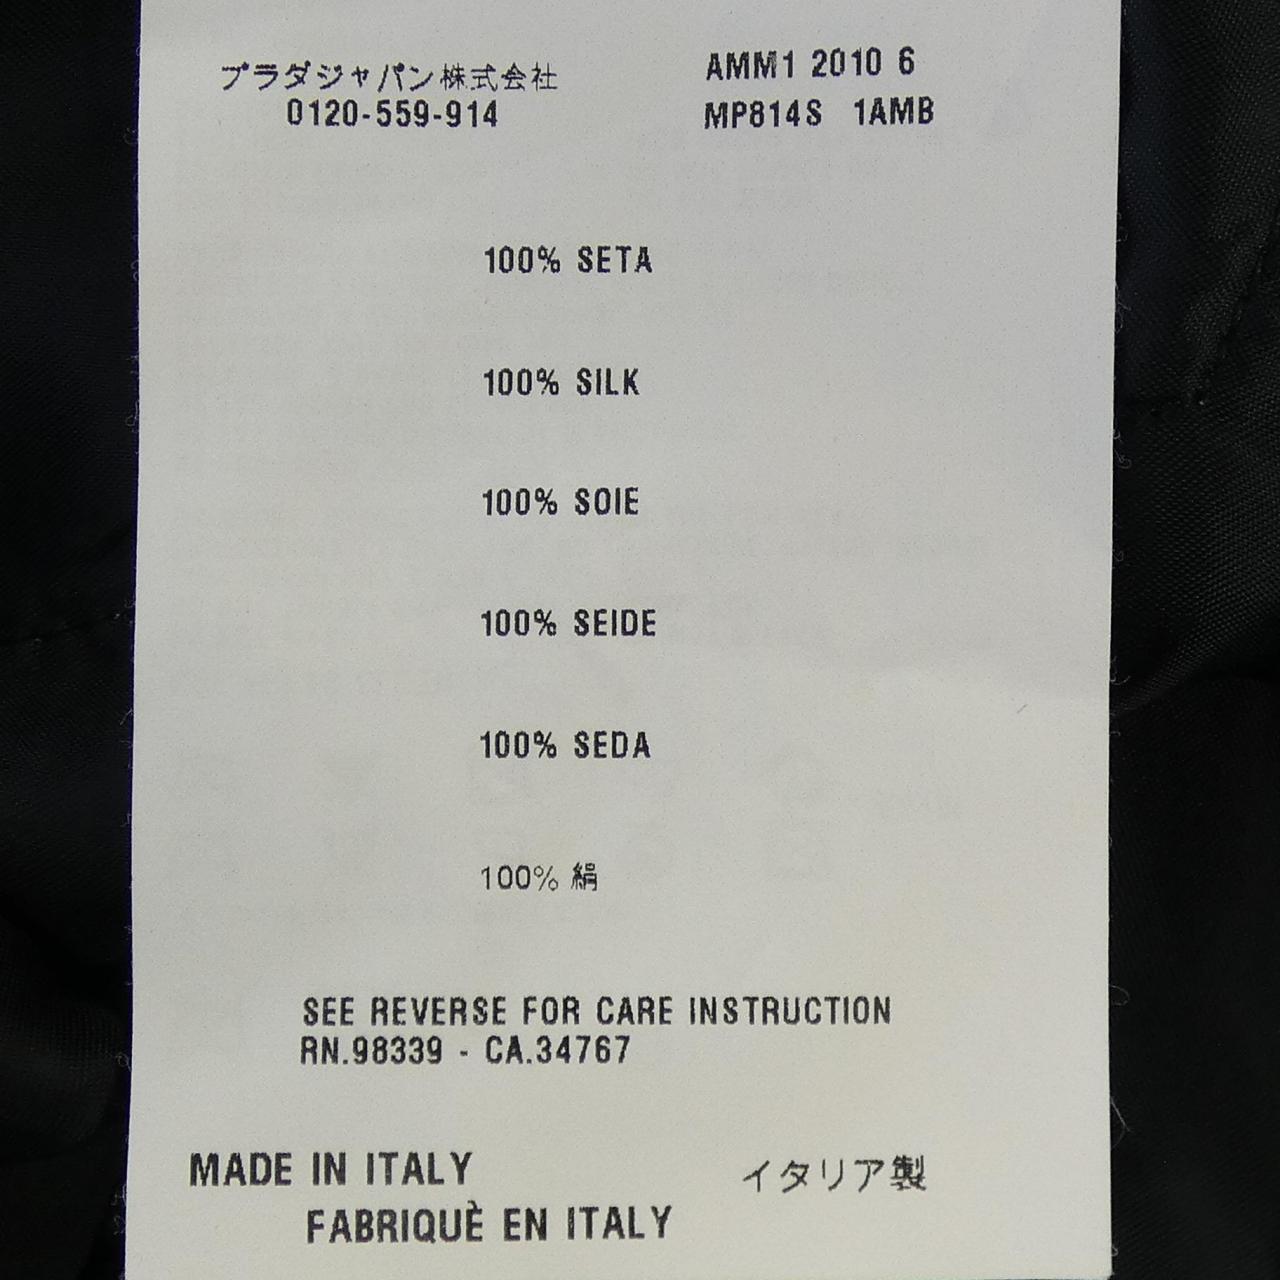 プラダジャパン株式会社
0120-559-914
AMM1 2010 6
MP814S 1AMB
100% SETA
100% SILK
100% SOIE
100% SEIDE
100% SEDA
100% 絹
SEE REVERSE FOR CARE INSTRUCTION
RN.98339 - CA.34767
MADE IN ITALY
イタリア製
FABRIQUÈ EN ITALY